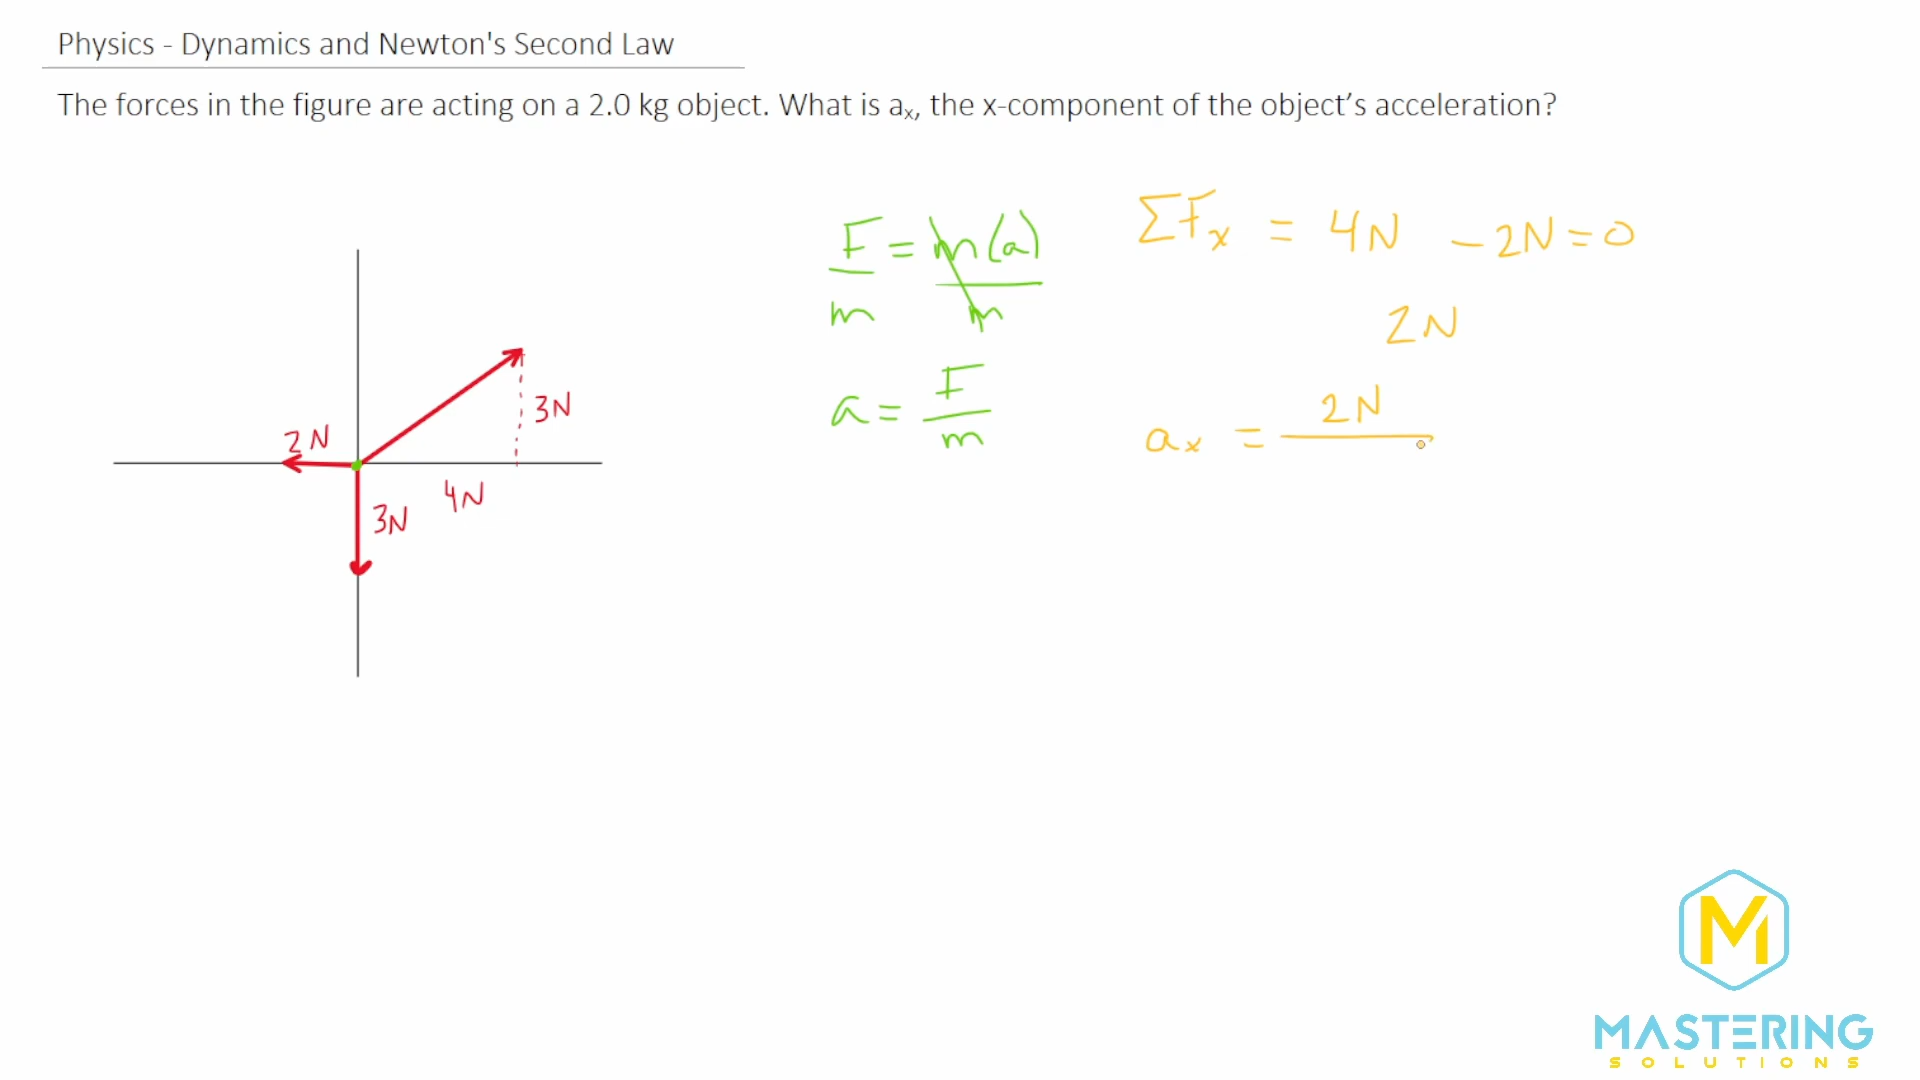 Physics - Dynamics and Newton's Second Law
The forces in the figure are acting on a 2.0 kg object. What is aₓ, the x-component of the object’s acceleration?
F/m = m(a)/m
a = F/m
ΣFₓ = 4N - 2N = 0
2N
aₓ = 2N
3N
2N
4N
3N
M
MASTERING
SOLUTIONS